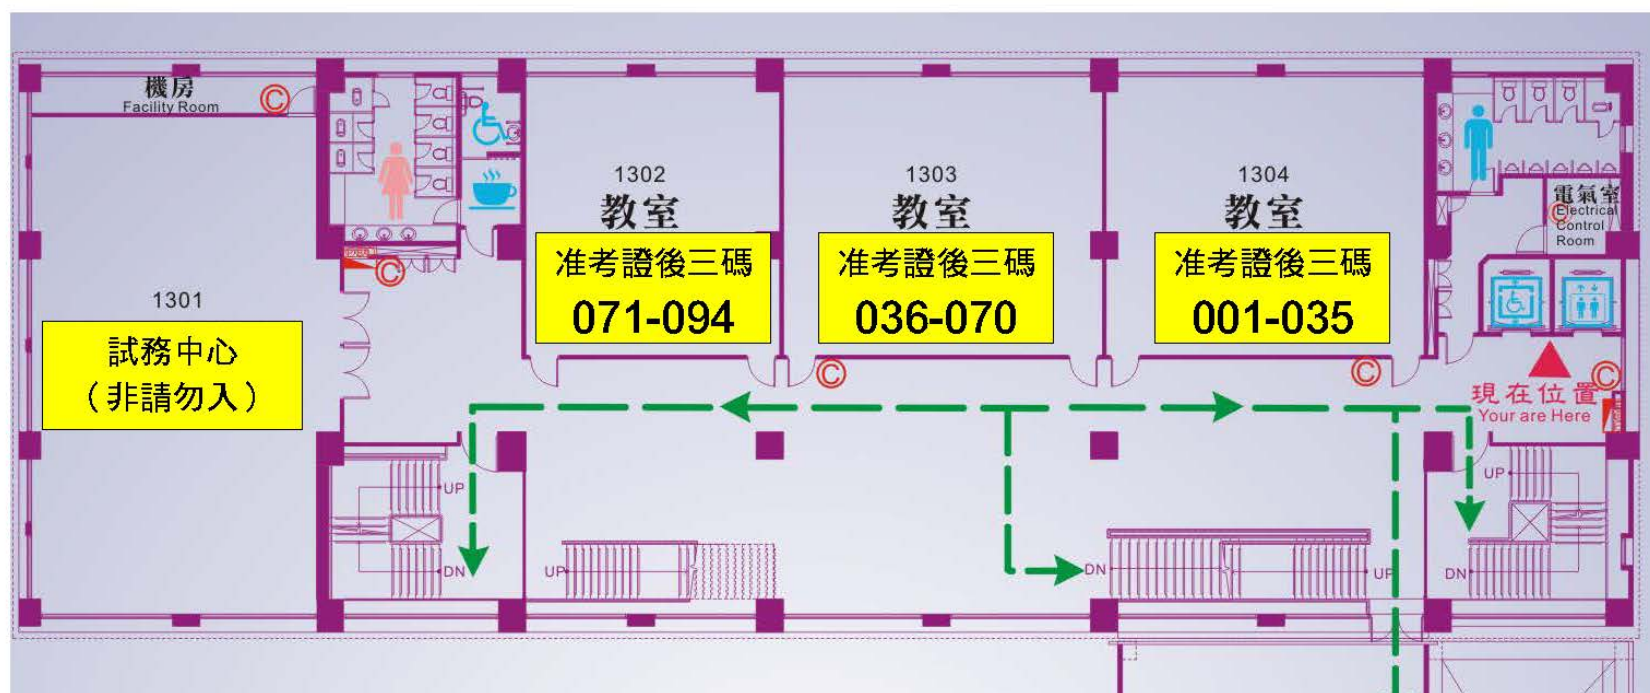 機房
Facility Room
Ⓒ
1301
試務中心
（非請勿入）
Ⓒ
1302
教室
准考證後三碼
071-094
1303
教室
准考證後三碼
036-070
Ⓒ
1304
教室
准考證後三碼
001-035
Ⓒ
電氣室
Ⓒ
Electrical
Control
Room
現在位置
Ⓒ
Your are Here
UP
DN
UP
DN
UP
UP
DN